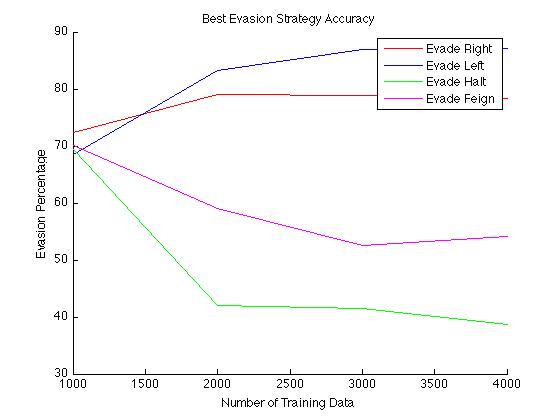 Best Evasion Strategy Accuracy
90
80
70
60
50
40
30
Evasion Percentage
Evade Right
Evade Left
Evade Halt
Evade Feign
1000 1500 2000 2500 3000 3500 4000
Number of Training Data